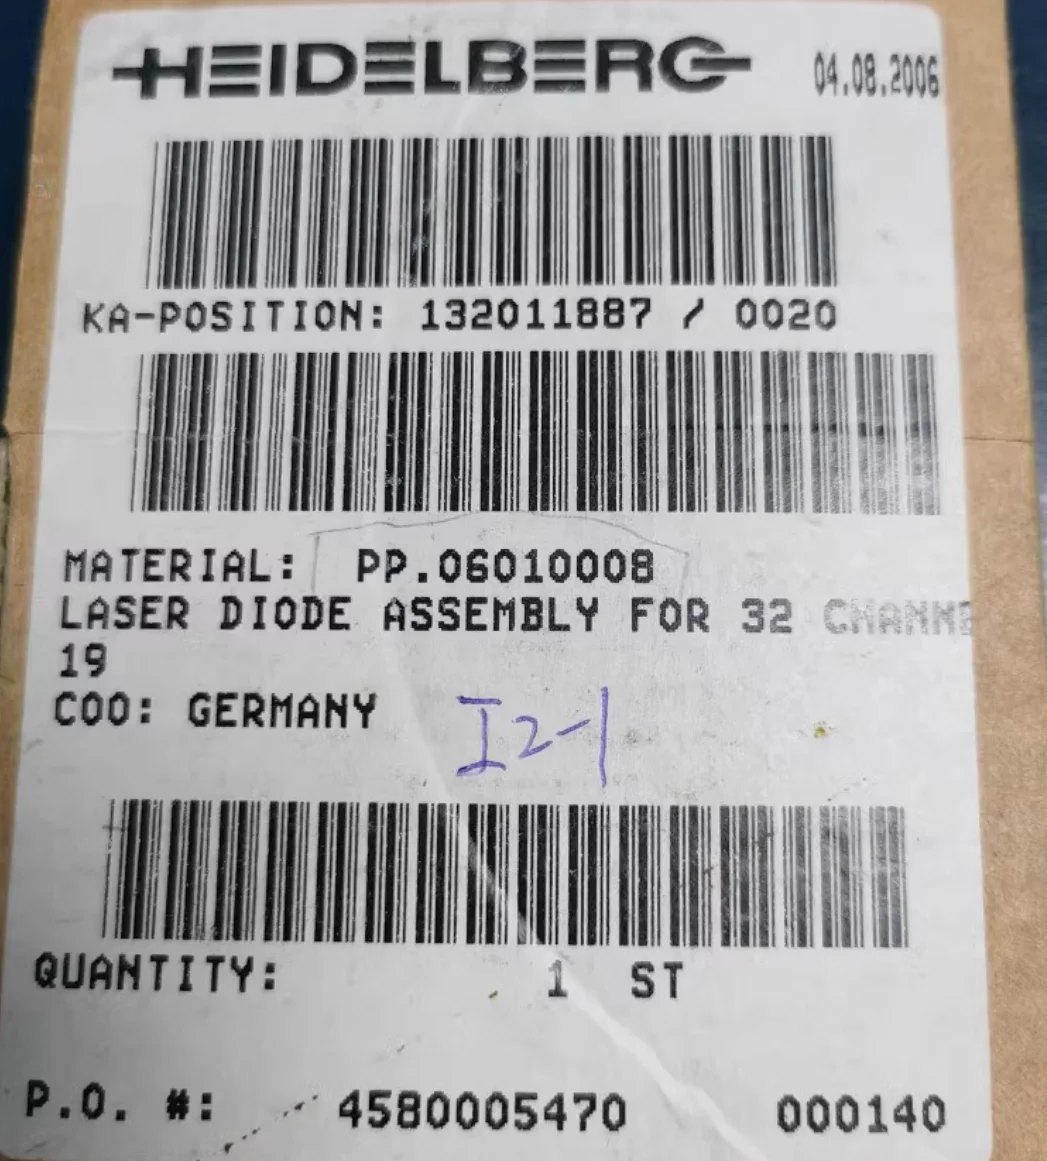 HEIDELBERG 04.08.2006
KA-POSITION: 132011887 / 0020
MATERIAL: PP.06010008
LASER DIODE ASSEMBLY FOR 32 CHANNE
19
COO: GERMANY
I2-1
QUANTITY: 1 ST
P.O. #: 4580005470 000140